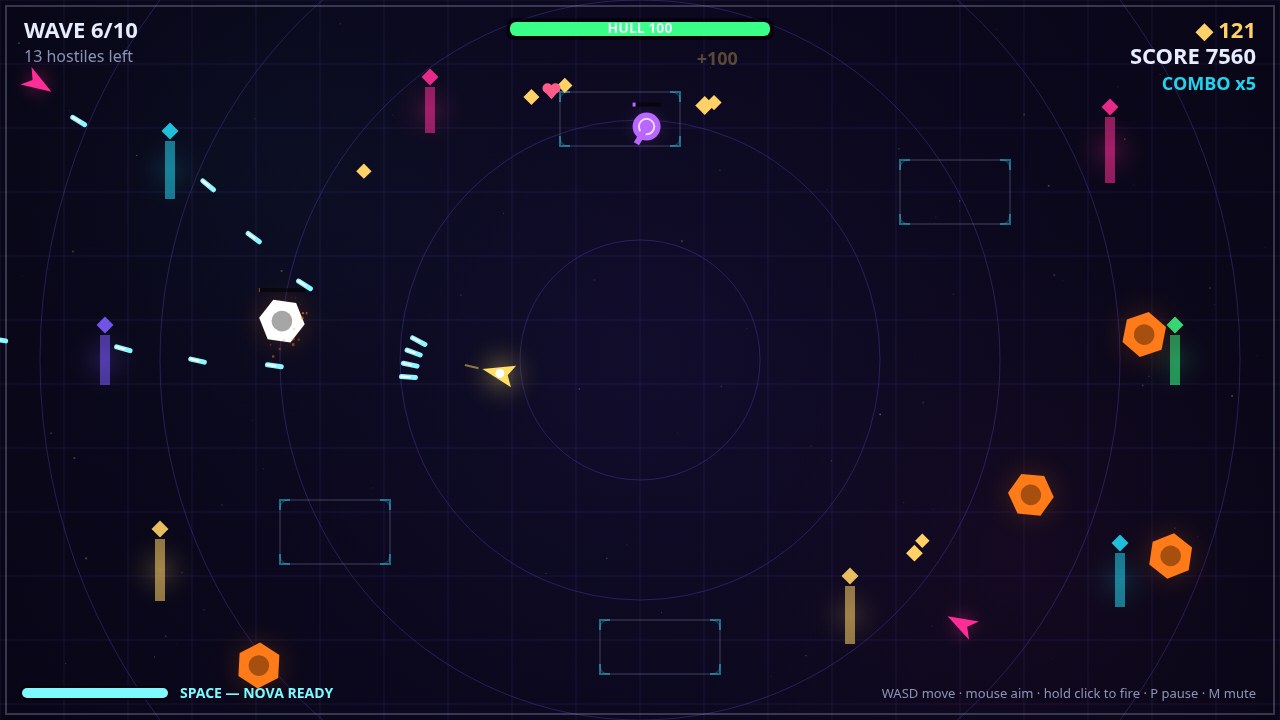 WAVE 6/10
13 hostiles left
HULL 100
+100
121
SCORE 7560
COMBO x5
SPACE — NOVA READY
WASD move · mouse aim · hold click to fire · P pause · M mute